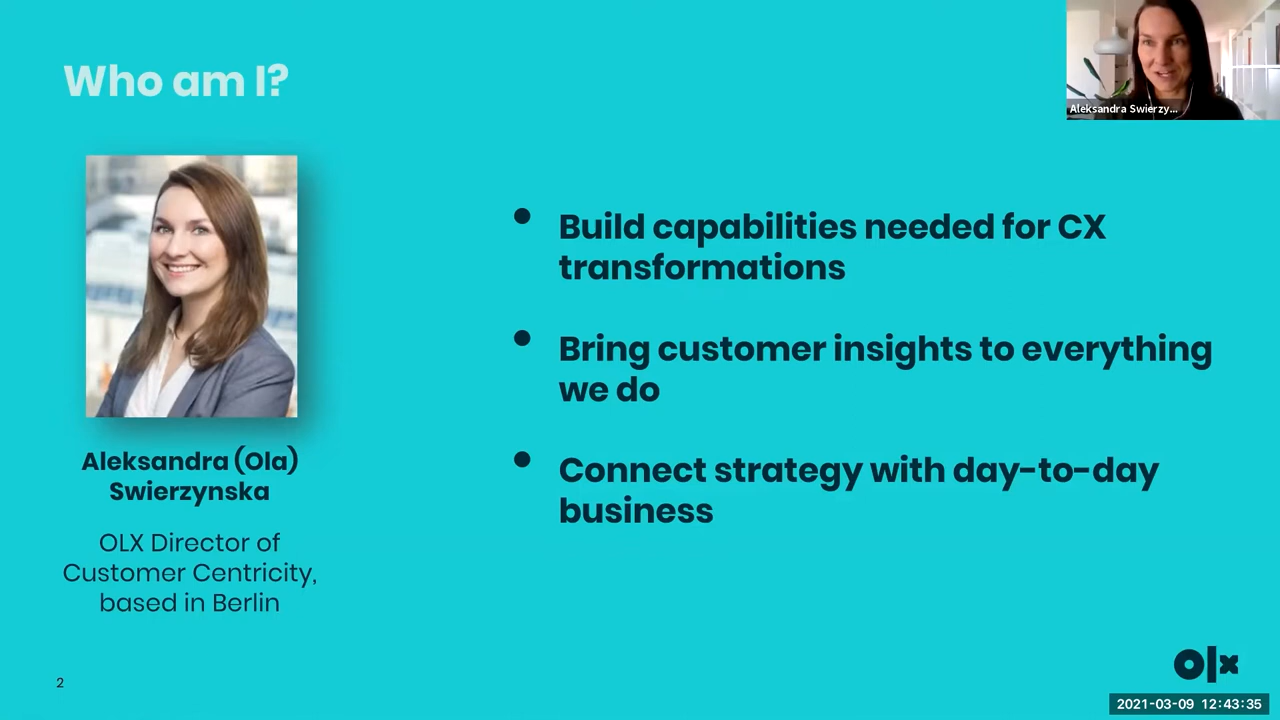 Who am I?
Aleksandra Swierzy...
Aleksandra (Ola)
Swierzynska
OLX Director of
Customer Centricity,
based in Berlin
• Build capabilities needed for CX
transformations
• Bring customer insights to everything
we do
• Connect strategy with day-to-day
business
2
olx
2021-03-09 12:43:35